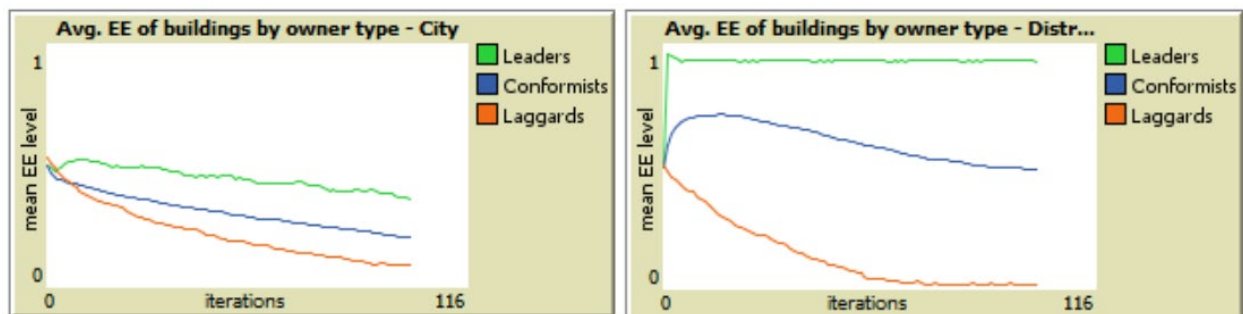 Avg. EE of buildings by owner type - City
1
mean EE level
0
0
iterations
116
Leaders
Conformists
Laggards
Avg. EE of buildings by owner type - Distr...
1
mean EE level
0
0
iterations
116
Leaders
Conformists
Laggards